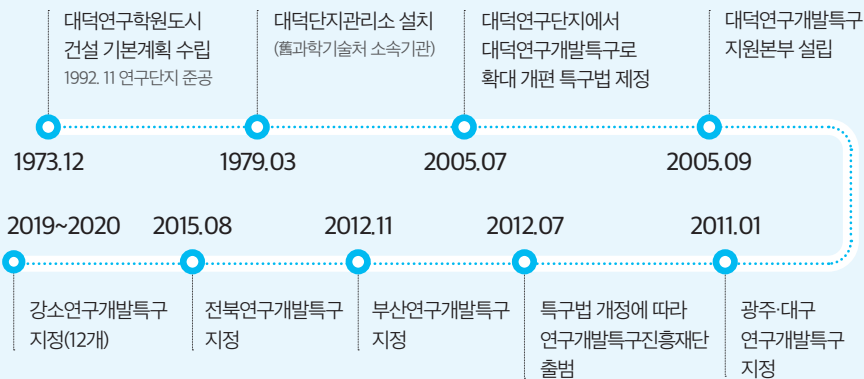 대덕연구학원도시
건설 기본계획 수립
1992. 11 연구단지 준공
1973.12
대덕단지관리소 설치
(舊과학기술처 소속기관)
1979.03
대덕연구단지에서
대덕연구개발특구로
확대 개편 특구법 제정
2005.07
대덕연구개발특구
지원본부 설립
2005.09
2011.01
광주·대구
연구개발특구
지정
2012.07
특구법 개정에 따라
연구개발특구진흥재단
출범
2012.11
부산연구개발특구
지정
2015.08
전북연구개발특구
지정
2019~2020
강소연구개발특구
지정(12개)